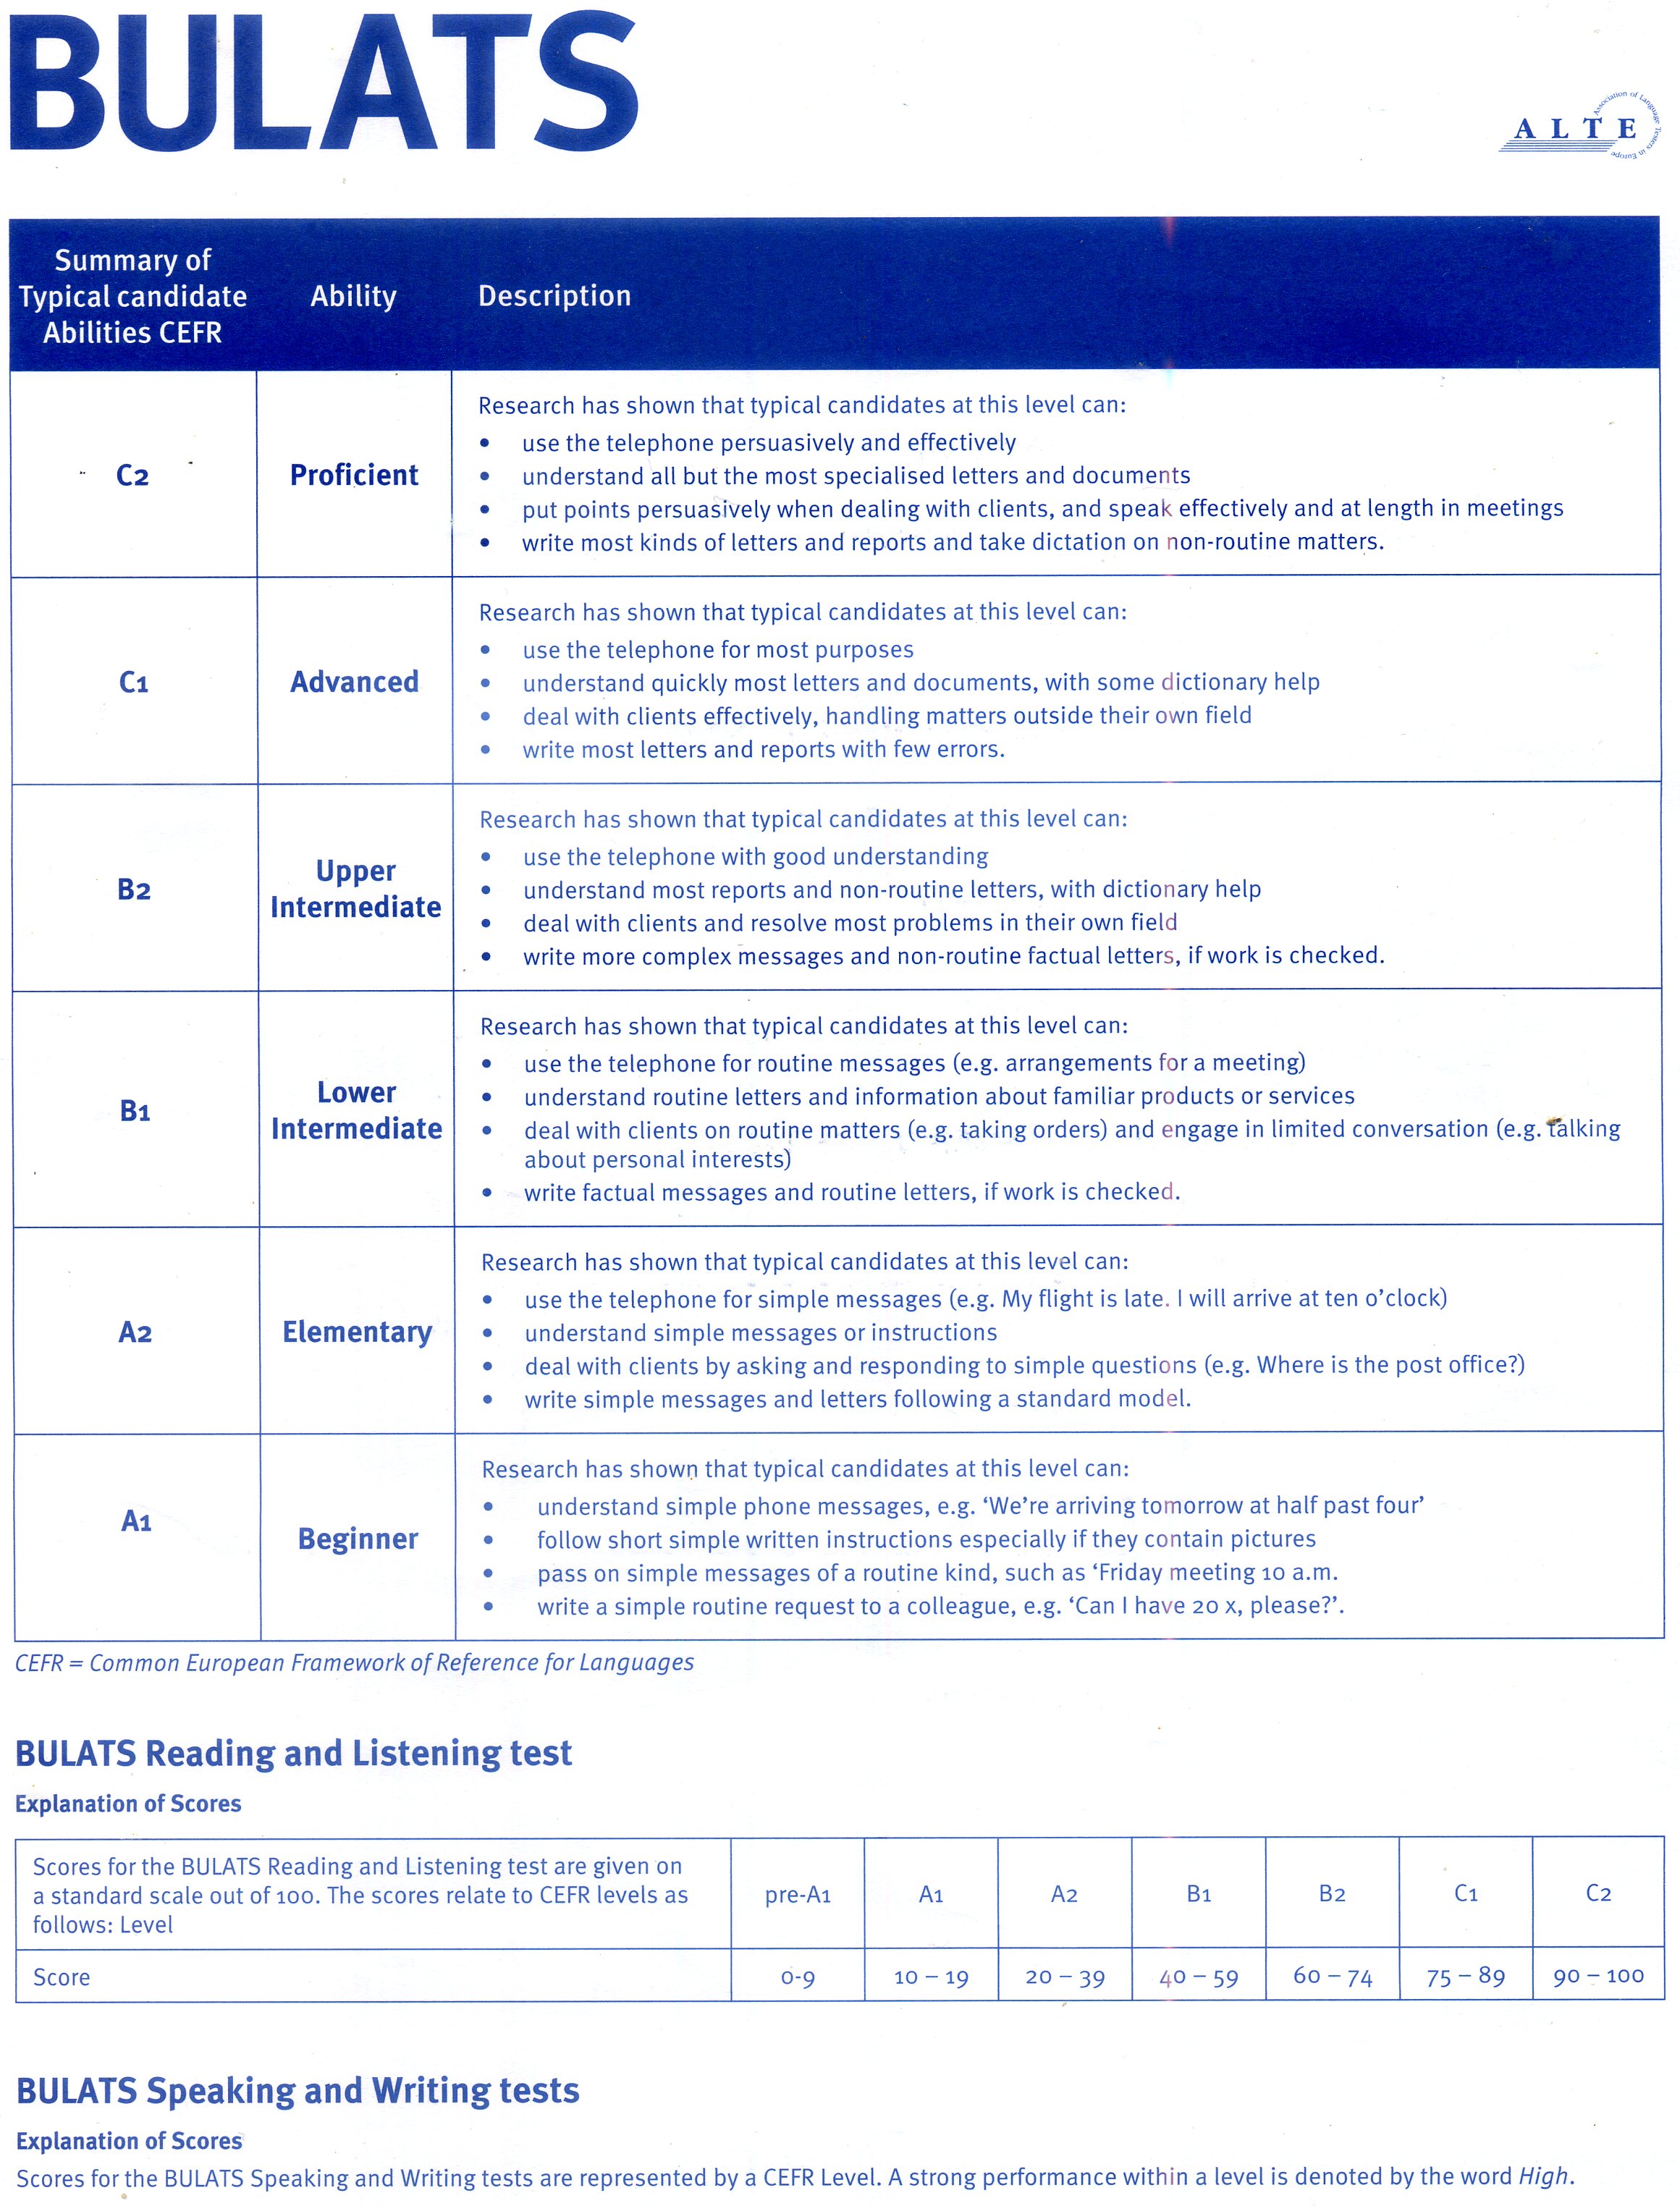 BULATS
ALTE
Association of Language Testers in Europe
Summary of
Typical candidate
Abilities CEFR
Ability
Description
C2
Proficient
Research has shown that typical candidates at this level can:
• use the telephone persuasively and effectively
• understand all but the most specialised letters and documents
• put points persuasively when dealing with clients, and speak effectively and at length in meetings
• write most kinds of letters and reports and take dictation on non-routine matters.
C1
Advanced
Research has shown that typical candidates at this level can:
• use the telephone for most purposes
• understand quickly most letters and documents, with some dictionary help
• deal with clients effectively, handling matters outside their own field
• write most letters and reports with few errors.
B2
Upper
Intermediate
Research has shown that typical candidates at this level can:
• use the telephone with good understanding
• understand most reports and non-routine letters, with dictionary help
• deal with clients and resolve most problems in their own field
• write more complex messages and non-routine factual letters, if work is checked.
B1
Lower
Intermediate
Research has shown that typical candidates at this level can:
• use the telephone for routine messages (e.g. arrangements for a meeting)
• understand routine letters and information about familiar products or services
• deal with clients on routine matters (e.g. taking orders) and engage in limited conversation (e.g. talking
about personal interests)
• write factual messages and routine letters, if work is checked.
A2
Elementary
Research has shown that typical candidates at this level can:
• use the telephone for simple messages (e.g. My flight is late. I will arrive at ten o’clock)
• understand simple messages or instructions
• deal with clients by asking and responding to simple questions (e.g. Where is the post office?)
• write simple messages and letters following a standard model.
A1
Beginner
Research has shown that typical candidates at this level can:
• understand simple phone messages, e.g. ‘We’re arriving tomorrow at half past four’
• follow short simple written instructions especially if they contain pictures
• pass on simple messages of a routine kind, such as ‘Friday meeting 10 a.m.
• write a simple routine request to a colleague, e.g. ‘Can I have 20 x, please?’.
CEFR = Common European Framework of Reference for Languages
BULATS Reading and Listening test
Explanation of Scores
Scores for the BULATS Reading and Listening test are given on
a standard scale out of 100. The scores relate to CEFR levels as
follows: Level
pre-A1 A1 A2 B1 B2 C1 C2
Score 0-9 10 – 19 20 – 39 40 – 59 60 – 74 75 – 89 90 – 100
BULATS Speaking and Writing tests
Explanation of Scores
Scores for the BULATS Speaking and Writing tests are represented by a CEFR Level. A strong performance within a level is denoted by the word High.